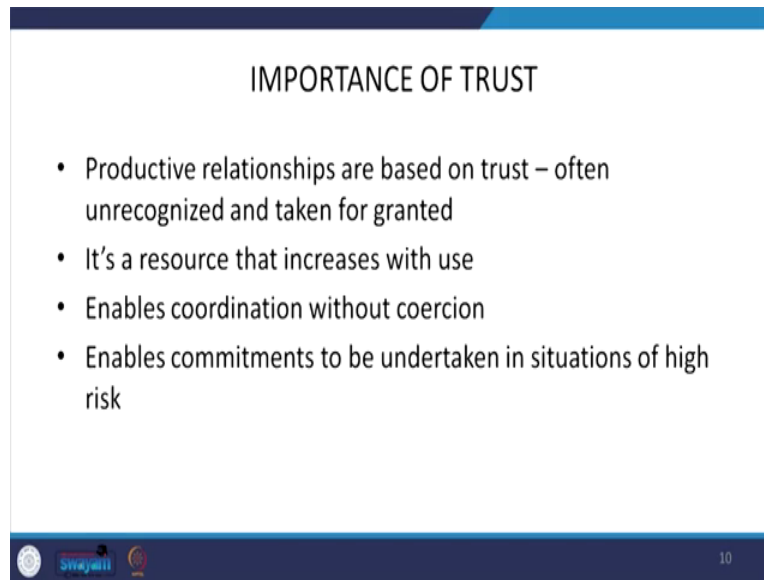 IMPORTANCE OF TRUST
• Productive relationships are based on trust – often
unrecognized and taken for granted
• It's a resource that increases with use
• Enables coordination without coercion
• Enables commitments to be undertaken in situations of high
risk
swayam
10